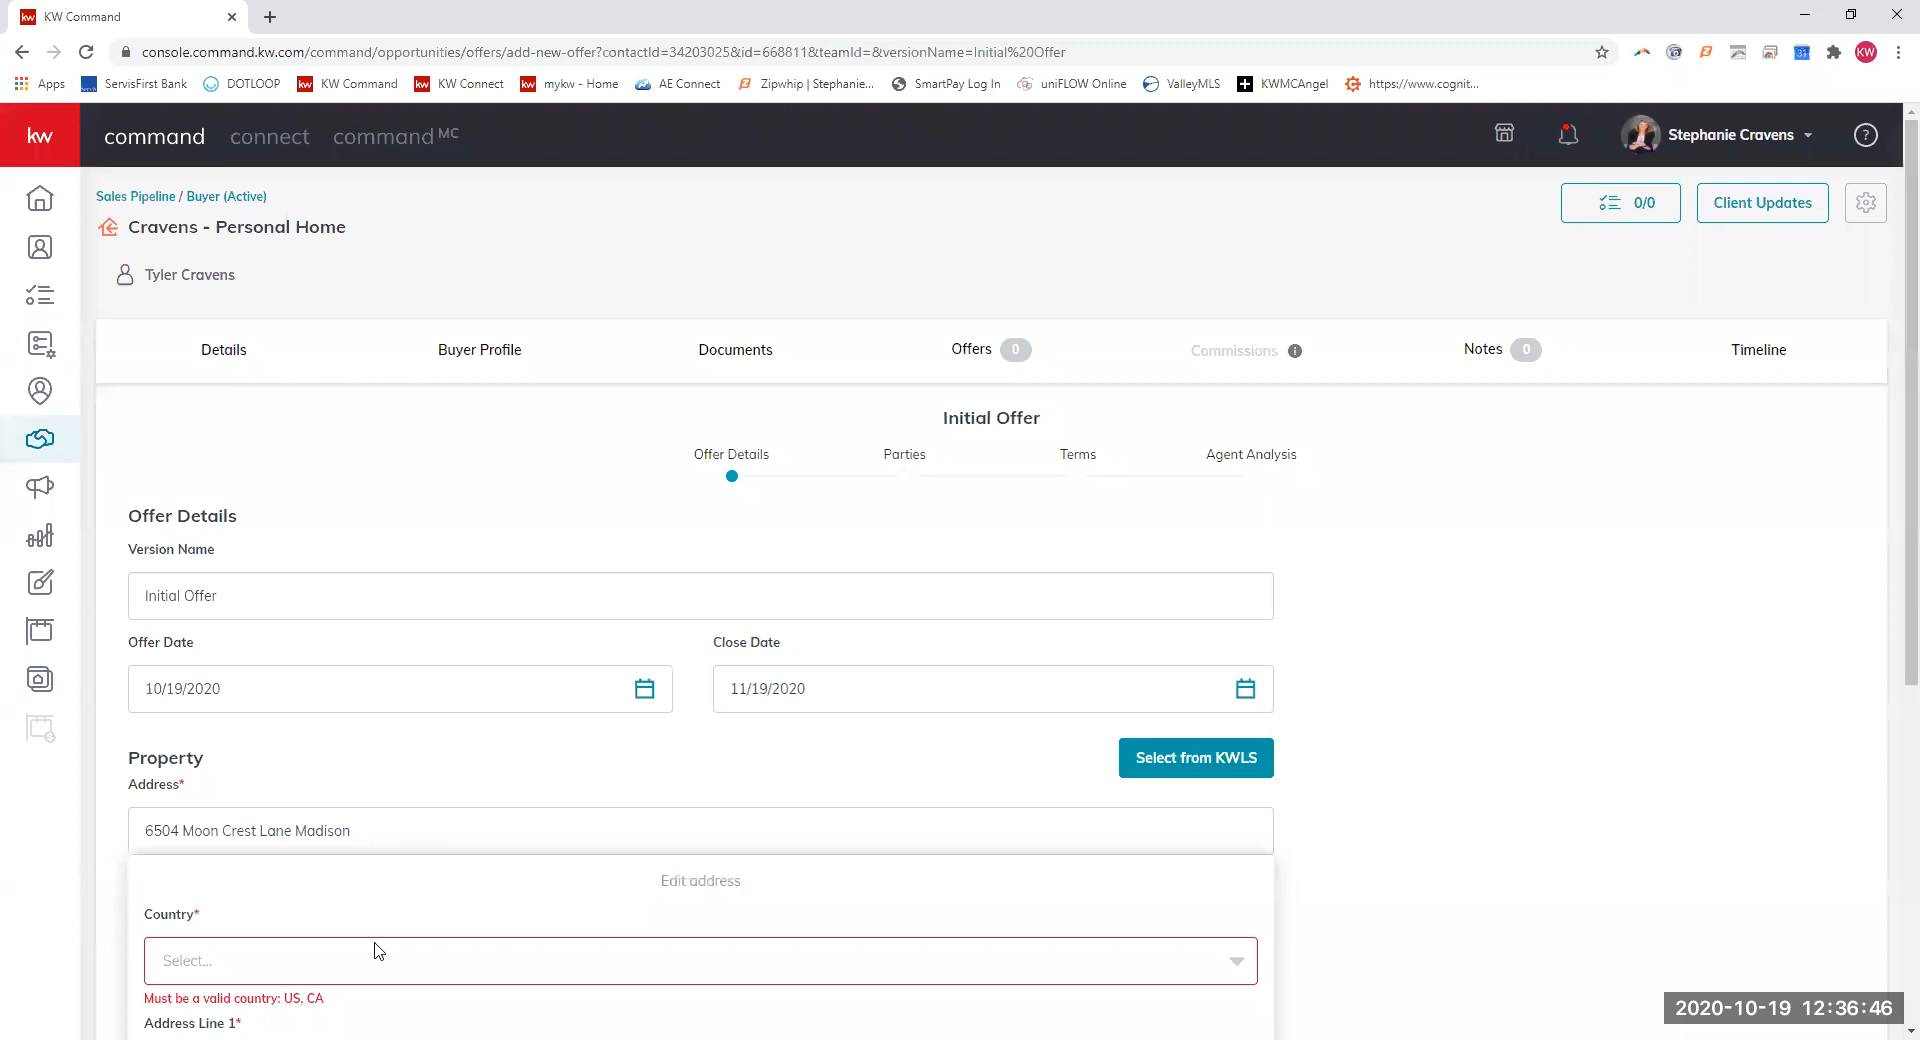 KW Command
console.command.kw.com/command/opportunities/offers/add-new-offer?contactId=34203025&id=668811&teamId=&versionName=Initial%20Offer
KW
Apps ServisFirst Bank DOTLOOP KW Command KW Connect mykw - Home AE Connect Zipwhip | Stephanie... SmartPay Log In uniFLOW Online ValleyMLS KWMCAngel https://www.cognit...
kw command connect command MC Stephanie Cravens
Sales Pipeline / Buyer (Active)
0/0 Client Updates
Cravens - Personal Home
Tyler Cravens
Details Buyer Profile Documents Offers 0 Commissions Notes 0 Timeline
Initial Offer
Offer Details Parties Terms Agent Analysis
Offer Details
Version Name
Initial Offer
Offer Date Close Date
10/19/2020 11/19/2020
Property Select from KWLS
Address*
6504 Moon Crest Lane Madison
Edit address
Country*
Select...
Must be a valid country: US, CA
Address Line 1*
2020-10-19 12:36:46